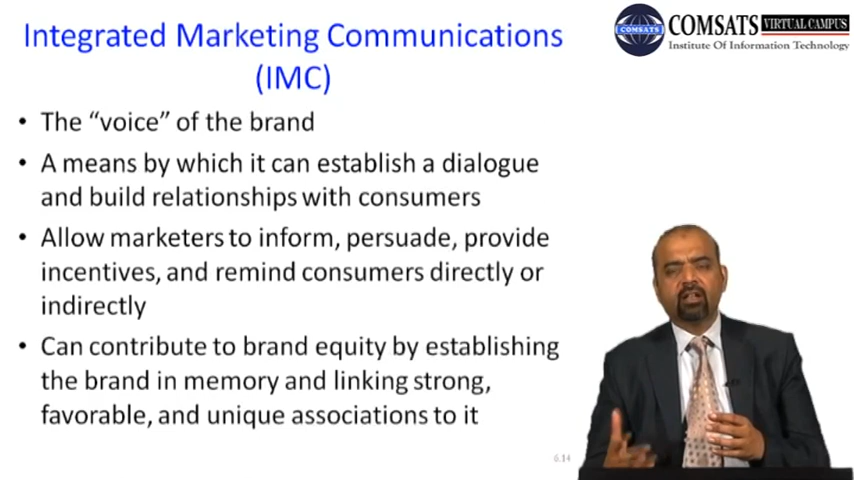 Integrated Marketing Communications
(IMC)
COMSATS VIRTUAL CAMPUS
Institute Of Information Technology
COMSATS
• The “voice” of the brand
• A means by which it can establish a dialogue
and build relationships with consumers
• Allow marketers to inform, persuade, provide
incentives, and remind consumers directly or
indirectly
• Can contribute to brand equity by establishing
the brand in memory and linking strong,
favorable, and unique associations to it
6.14